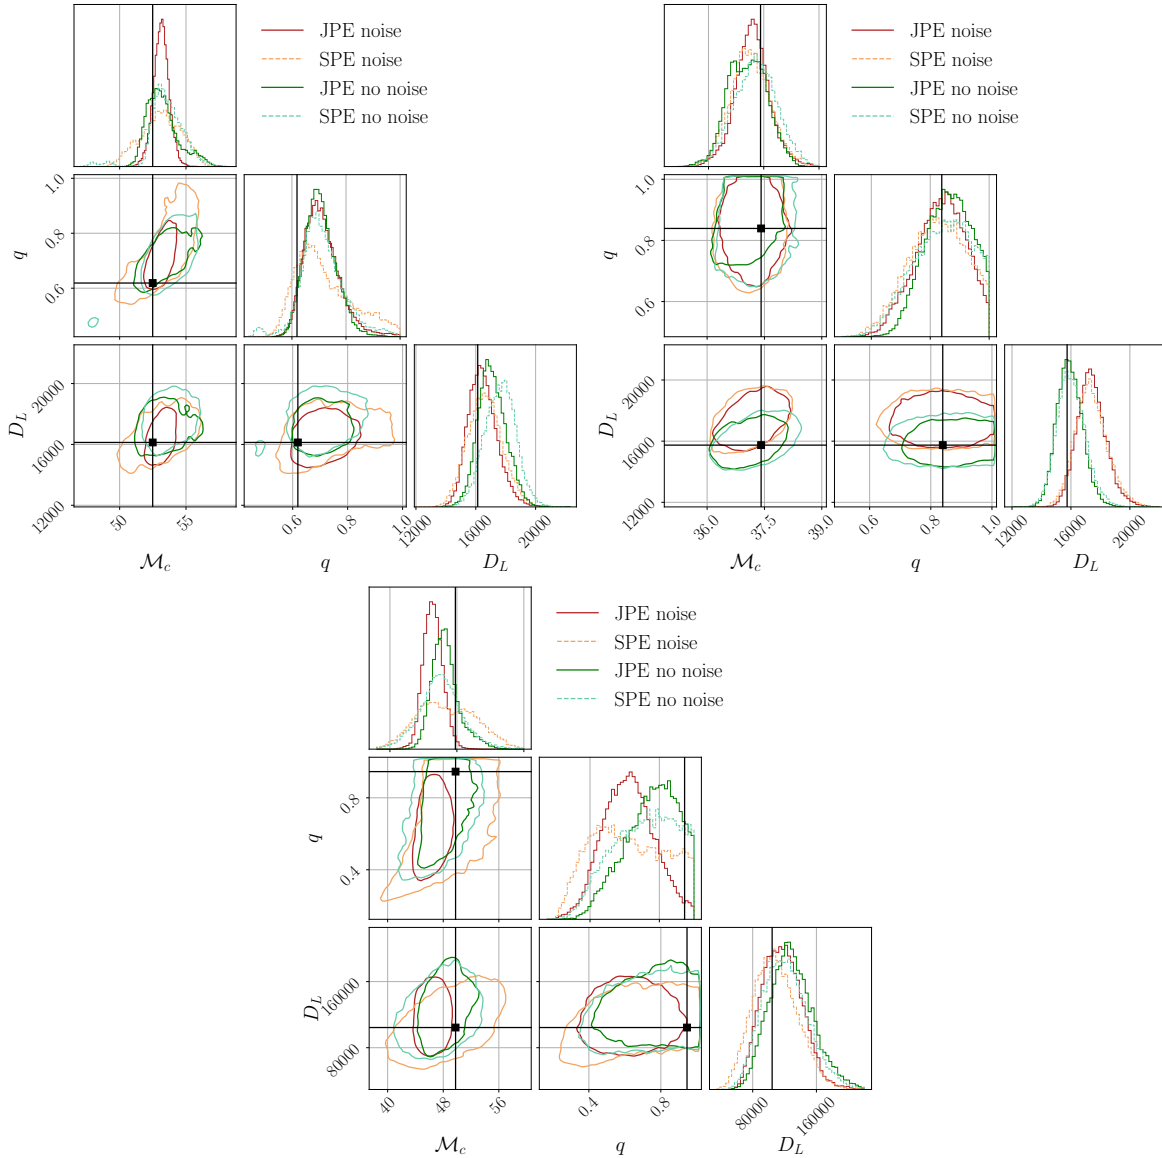 JPE noise
SPE noise
JPE no noise
SPE no noise
1.0
0.8
0.6
q
20000
16000
12000
D_L
50
55
0.6
0.8
1.0
12000
16000
20000
M_c
q
D_L
JPE noise
SPE noise
JPE no noise
SPE no noise
1.0
0.8
0.6
q
20000
16000
12000
D_L
36.0
37.5
39.0
0.6
0.8
1.0
12000
16000
20000
M_c
q
D_L
JPE noise
SPE noise
JPE no noise
SPE no noise
0.8
0.4
q
160000
80000
D_L
40
48
56
0.4
0.8
80000
160000
M_c
q
D_L